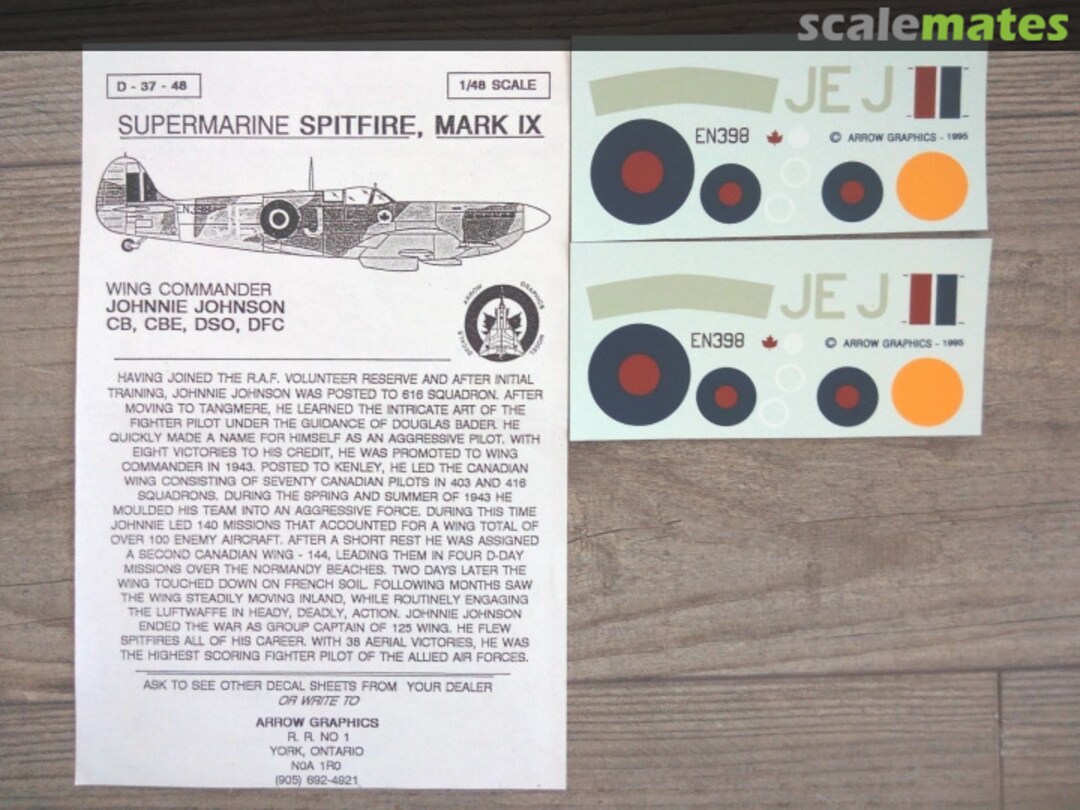 scalemates
D - 37 - 48
1/48 SCALE
SUPERMARINE SPITFIRE, MARK IX
EN398
J
WING COMMANDER
JOHNNIE JOHNSON
CB, CBE, DSO, DFC
ARROW GRAPHICS
MODEL DECALS
HAVING JOINED THE R.A.F. VOLUNTEER RESERVE AND AFTER INITIAL
TRAINING, JOHNNIE JOHNSON WAS POSTED TO 616 SQUADRON. AFTER
MOVING TO TANGMERE, HE LEARNED THE INTRICATE ART OF THE
FIGHTER PILOT UNDER THE GUIDANCE OF DOUGLAS BADER. HE
QUICKLY MADE A NAME FOR HIMSELF AS AN AGGRESSIVE PILOT. WITH
EIGHT VICTORIES TO HIS CREDIT, HE WAS PROMOTED TO WING
COMMANDER IN 1943. POSTED TO KENLEY, HE LED THE CANADIAN
WING CONSISTING OF SEVENTY CANADIAN PILOTS IN 403 AND 416
SQUADRONS. DURING THE SPRING AND SUMMER OF 1943 HE
MOULDED HIS TEAM INTO AN AGGRESSIVE FORCE. DURING THIS TIME
JOHNNIE LED 140 MISSIONS THAT ACCOUNTED FOR A WING TOTAL OF
OVER 100 ENEMY AIRCRAFT. AFTER A SHORT REST HE WAS ASSIGNED
A SECOND CANADIAN WING - 144, LEADING THEM IN FOUR D-DAY
MISSIONS OVER THE NORMANDY BEACHES. TWO DAYS LATER THE
WING TOUCHED DOWN ON FRENCH SOIL. FOLLOWING MONTHS SAW
THE WING STEADILY MOVING INLAND, WHILE ROUTINELY ENGAGING
THE LUFTWAFFE IN HEADY, DEADLY, ACTION. JOHNNIE JOHNSON
ENDED THE WAR AS GROUP CAPTAIN OF 125 WING. HE FLEW
SPITFIRES ALL OF HIS CAREER. WITH 38 AERIAL VICTORIES, HE WAS
THE HIGHEST SCORING FIGHTER PILOT OF THE ALLIED AIR FORCES.
ASK TO SEE OTHER DECAL SHEETS FROM YOUR DEALER
OR WRITE TO
ARROW GRAPHICS
R. R. NO 1
YORK, ONTARIO
N0A 1R0
(905) 692-4921
JE J
EN398
© ARROW GRAPHICS - 1995
JE J
EN398
© ARROW GRAPHICS - 1995